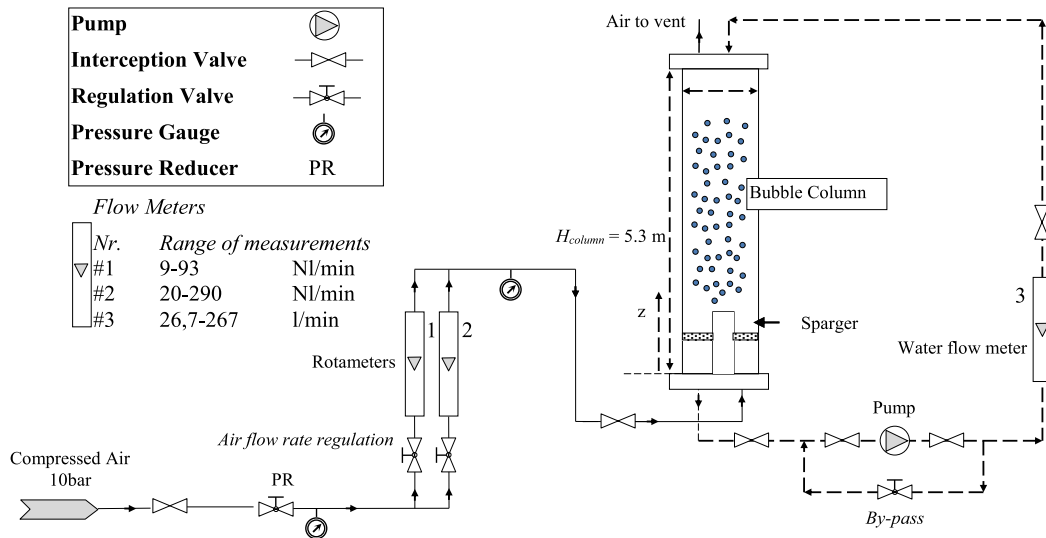 Pump
Interception Valve
Regulation Valve
Pressure Gauge
Pressure Reducer PR
Flow Meters
Nr. Range of measurements
#1 9-93 Nl/min
#2 20-290 Nl/min
#3 26,7-267 l/min
Air to vent
Bubble Column
H_column = 5.3 m
z
Sparger
3
Water flow meter
1 2
Rotameters
Air flow rate regulation
Pump
Compressed Air
10bar
PR
By-pass